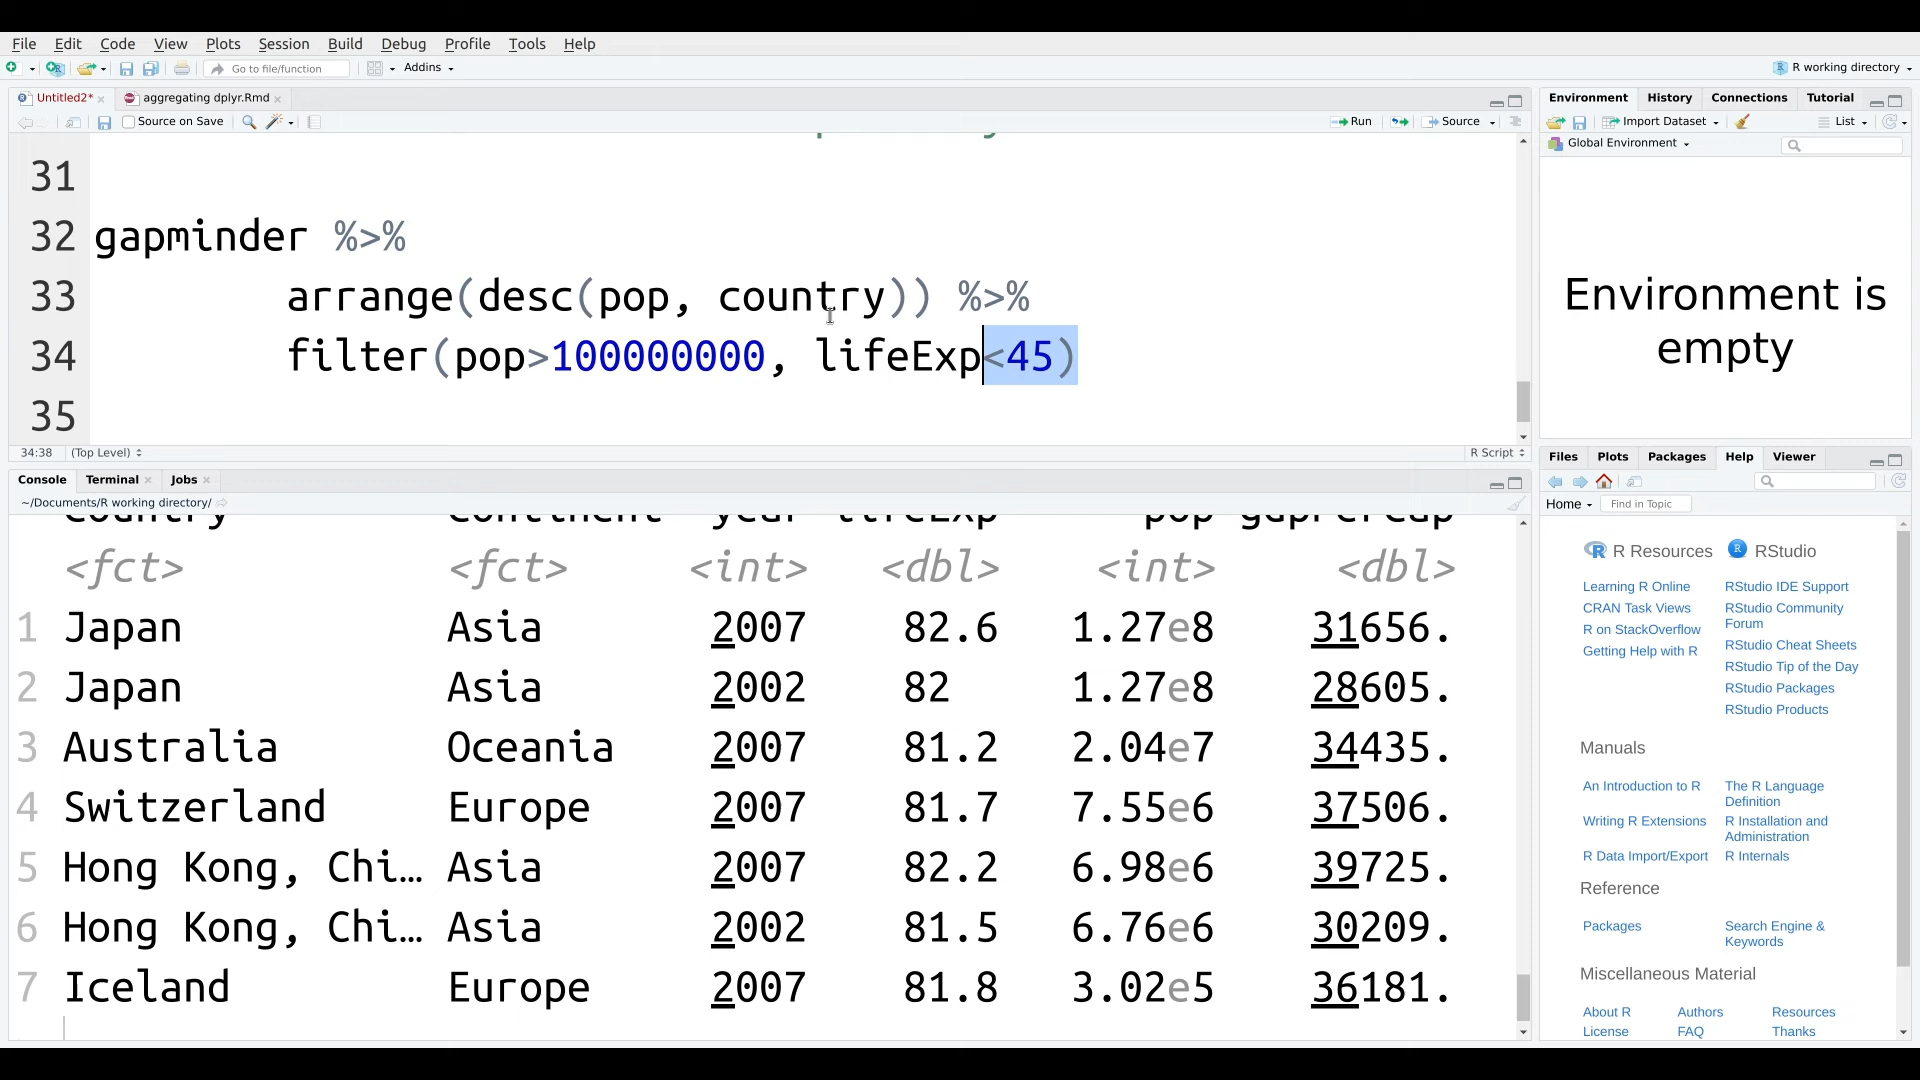 File Edit Code View Plots Session Build Debug Profile Tools Help
Go to file/function Addins R working directory
Untitled2* aggregating dplyr.Rmd
Source on Save Run Source
31
32 gapminder %>%
33 arrange(desc(pop, country)) %>%
34 filter(pop>100000000, lifeExp<45)
35
34:38 (Top Level) R Script
Console Terminal Jobs
~/Documents/R working directory/
country continent year lifeExp pop gdpPercap
<fct> <fct> <int> <dbl> <int> <dbl>
1 Japan Asia 2007 82.6 1.27e8 31656.
2 Japan Asia 2002 82 1.27e8 28605.
3 Australia Oceania 2007 81.2 2.04e7 34435.
4 Switzerland Europe 2007 81.7 7.55e6 37506.
5 Hong Kong, Chi… Asia 2007 82.2 6.98e6 39725.
6 Hong Kong, Chi… Asia 2002 81.5 6.76e6 30209.
7 Iceland Europe 2007 81.8 3.02e5 36181.
Environment History Connections Tutorial
Import Dataset List
Global Environment
Environment is
empty
Files Plots Packages Help Viewer
Home Find in Topic
R Resources RStudio
Learning R Online RStudio IDE Support
CRAN Task Views RStudio Community
Forum
R on StackOverflow RStudio Cheat Sheets
Getting Help with R RStudio Tip of the Day
RStudio Packages
RStudio Products
Manuals
An Introduction to R The R Language
Definition
Writing R Extensions R Installation and
Administration
R Data Import/Export R Internals
Reference
Packages Search Engine &
Keywords
Miscellaneous Material
About R Authors Resources
License FAQ Thanks